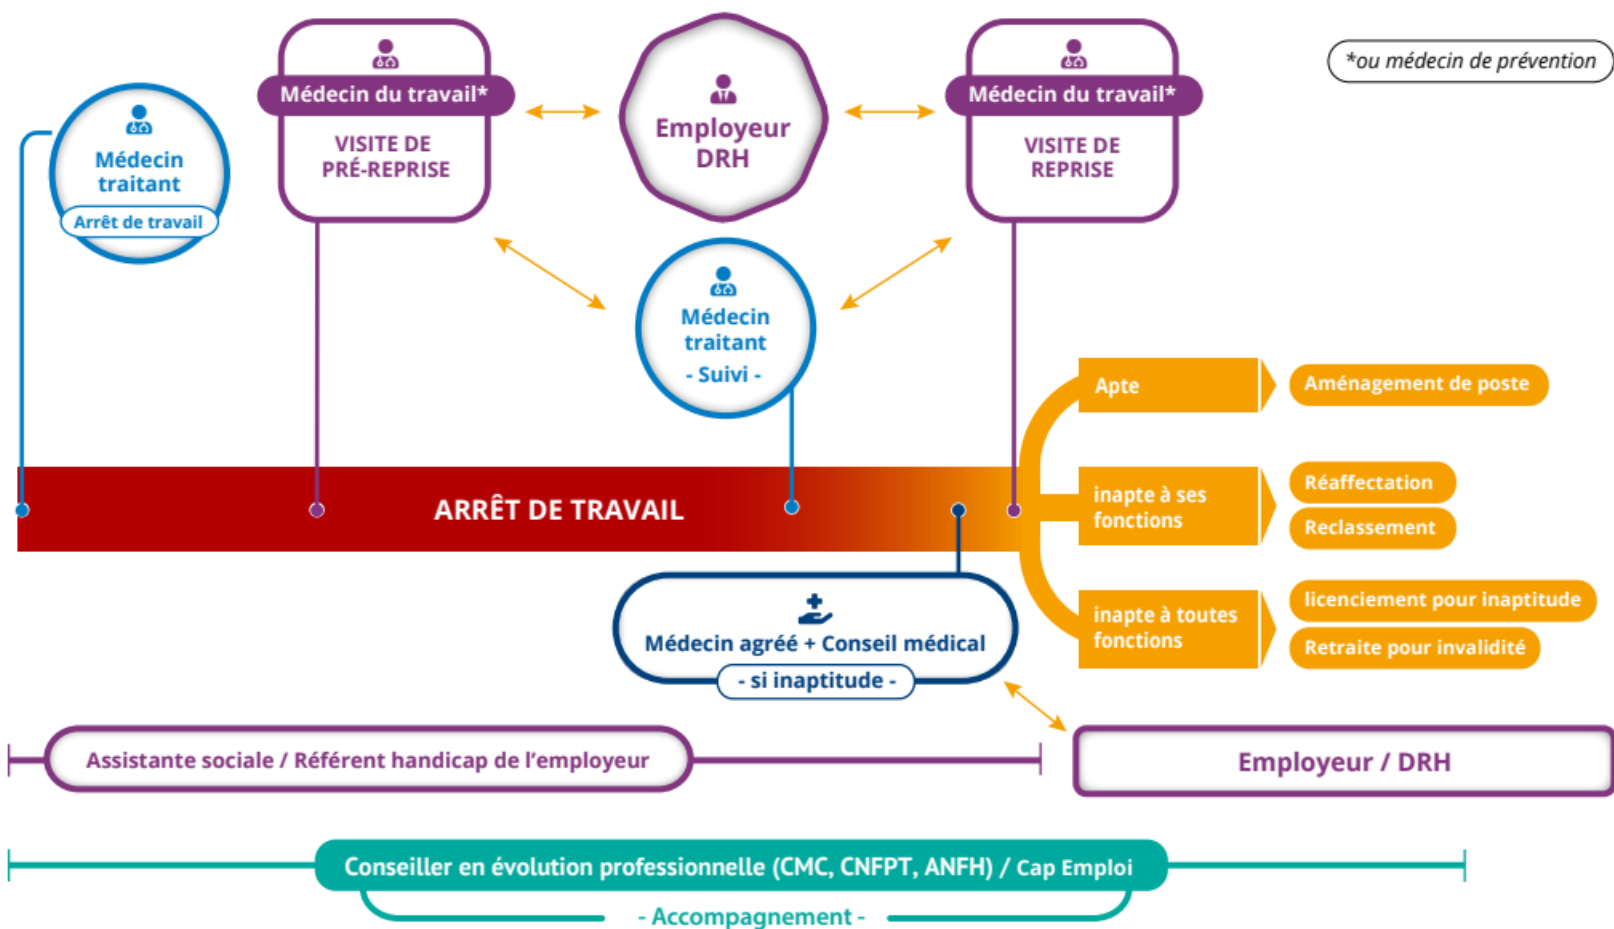 *ou médecin de prévention
Médecin
traitant
Arrêt de travail
Médecin du travail*
VISITE DE
PRÉ-REPRISE
Employeur
DRH
Médecin du travail*
VISITE DE
REPRISE
Médecin
traitant
- Suivi -
ARRÊT DE TRAVAIL
Apte
Aménagement de poste
inapte à ses
fonctions
Réaffectation
Reclassement
inapte à toutes
fonctions
licenciement pour inaptitude
Retraite pour invalidité
Médecin agréé + Conseil médical
- si inaptitude -
Assistante sociale / Référent handicap de l’employeur
Employeur / DRH
Conseiller en évolution professionnelle (CMC, CNFPT, ANFH) / Cap Emploi
- Accompagnement -